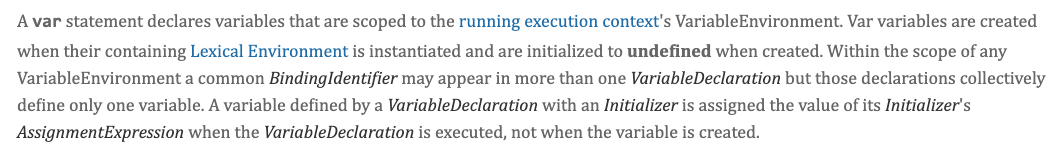 A var statement declares variables that are scoped to the running execution context's VariableEnvironment. Var variables are created
when their containing Lexical Environment is instantiated and are initialized to undefined when created. Within the scope of any
VariableEnvironment a common BindingIdentifier may appear in more than one VariableDeclaration but those declarations collectively
define only one variable. A variable defined by a VariableDeclaration with an Initializer is assigned the value of its Initializer's
AssignmentExpression when the VariableDeclaration is executed, not when the variable is created.